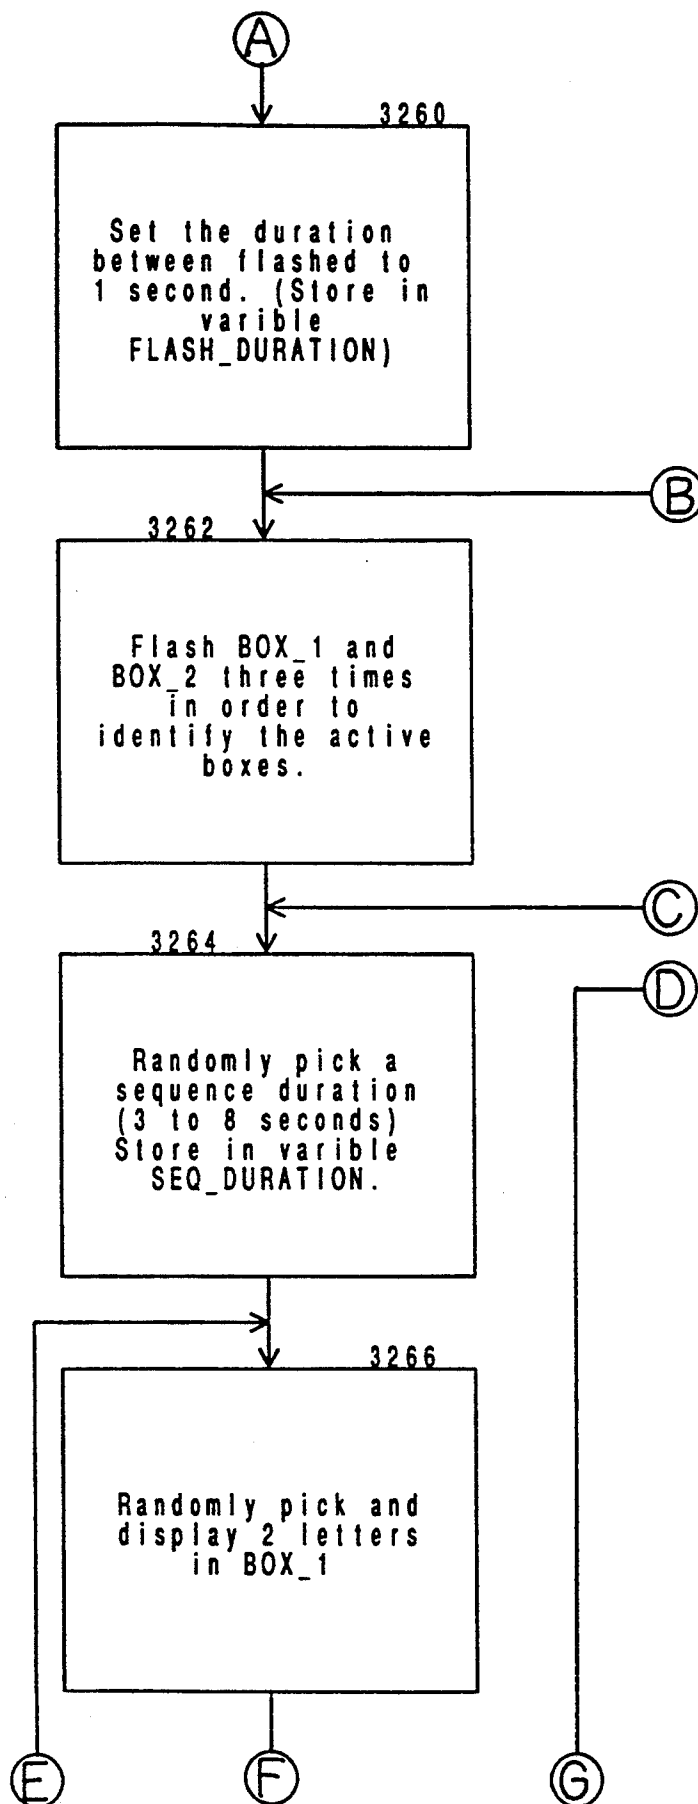 A
3260
Set the duration
between flashed to
1 second. (Store in
varible
FLASH_DURATION)
B
3262
Flash BOX_1 and
BOX_2 three times
in order to
identify the active
boxes.
C
3264
D
Randomly pick a
sequence duration
(3 to 8 seconds)
Store in varible
SEQ_DURATION.
3266
Randomly pick and
display 2 letters
in BOX_1
E
F
G